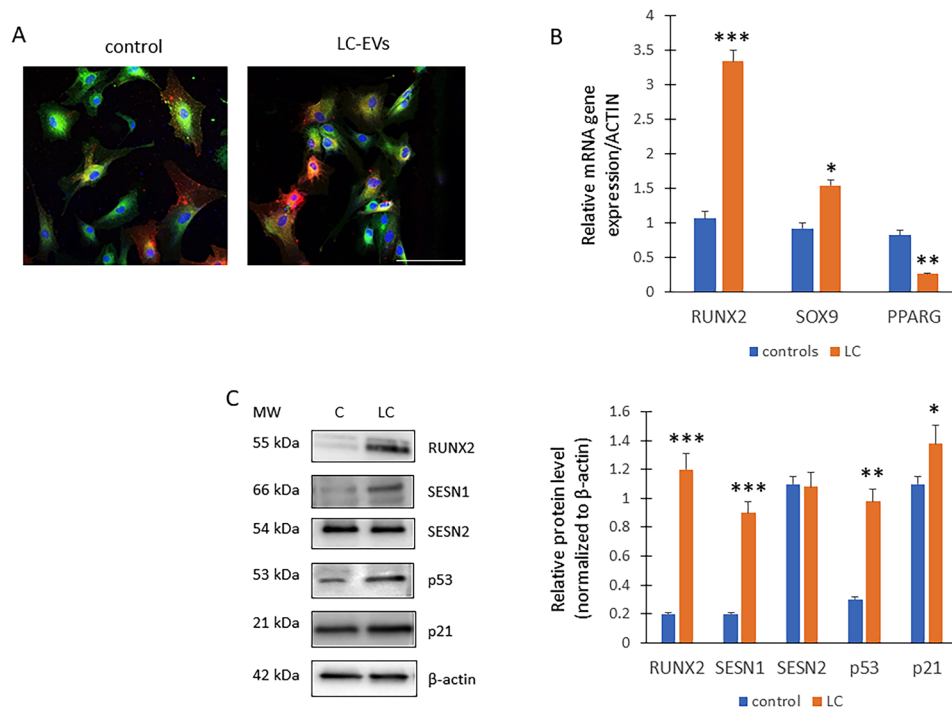 A
control
LC-EVs
B
Relative mRNA gene
expression/ACTIN
4
3.5
3
2.5
2
1.5
1
0.5
0
***
*
**
RUNX2 SOX9 PPARG
controls LC
C
MW C LC
55 kDa RUNX2
66 kDa SESN1
54 kDa SESN2
53 kDa p53
21 kDa p21
42 kDa β-actin
Relative protein level
(normalized to β-actin)
1.6
1.4
1.2
1
0.8
0.6
0.4
0.2
0
***
***
**
*
RUNX2 SESN1 SESN2 p53 p21
control LC